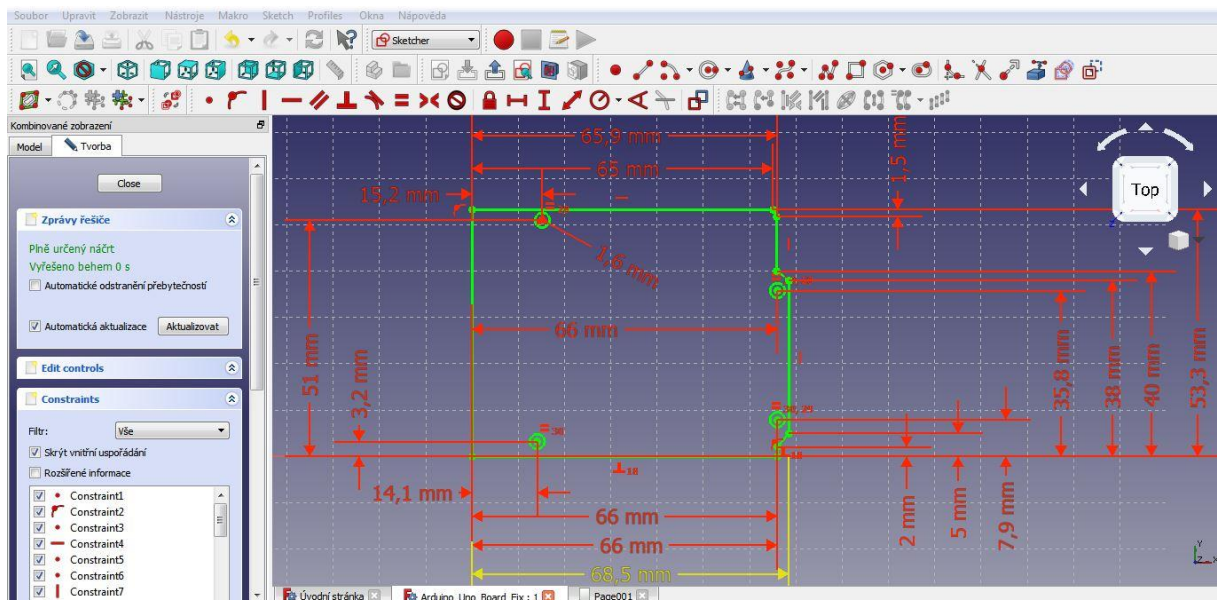 Soubor Upravit Zobrazit Nástroje Makro Sketch Profiles Okna Nápověda
Sketcher
Kombinované zobrazení
Model Tvorba
Close
Zprávy řešiče
Plně určený náčrt
Vyřešeno behem 0 s
Automatické odstranění přebytečností
Automatická aktualizace Aktualizovat
Edit controls
Constraints
Filtr: Vše
Skrýt vnitřní uspořádání
Rozšířené informace
Constraint1
Constraint2
Constraint3
Constraint4
Constraint5
Constraint6
Constraint7
65,9 mm
65 mm
15,2 mm
1,5 mm
Top
1,6 mm
66 mm
51 mm
3,2 mm
35,8 mm
38 mm
40 mm
53,3 mm
30, 29
30
18
18
14,1 mm
66 mm
66 mm
68,5 mm
2 mm
5 mm
7,9 mm
Y
X
Z
Úvodní stránka Arduino_Uno_Board_Fix : 1 Page001